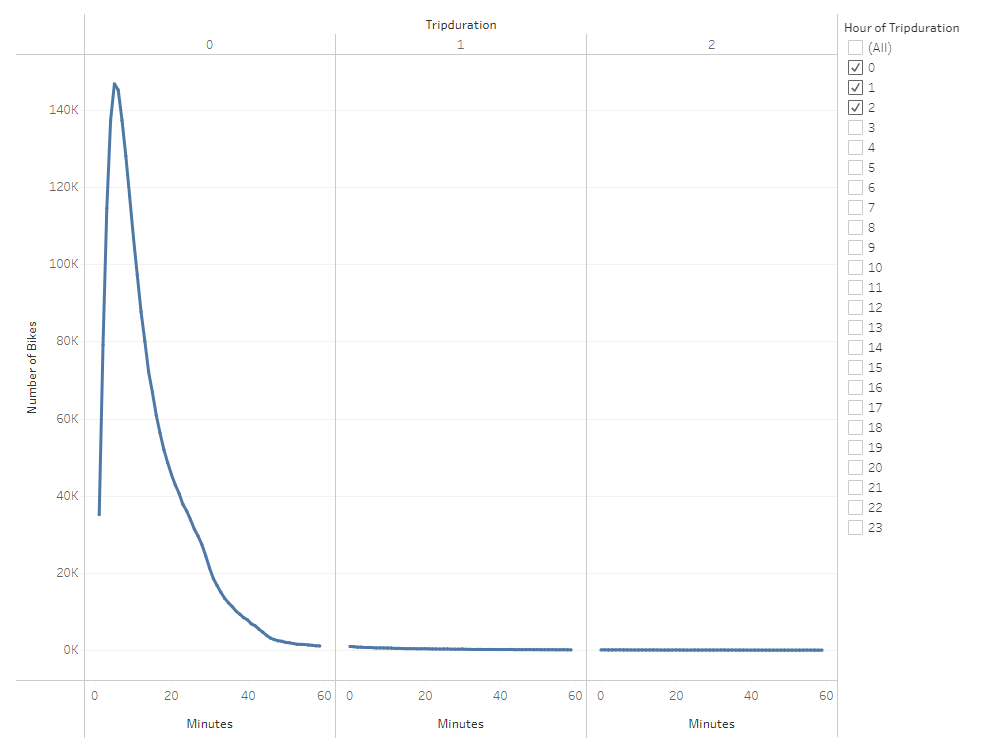 Tripduration
0 1 2
140K
120K
100K
80K
60K
40K
20K
0K
Number of Bikes
0 20 40 60 0 20 40 60 0 20 40 60
Minutes Minutes Minutes
Hour of Tripduration
(All)
0
1
2
3
4
5
6
7
8
9
10
11
12
13
14
15
16
17
18
19
20
21
22
23